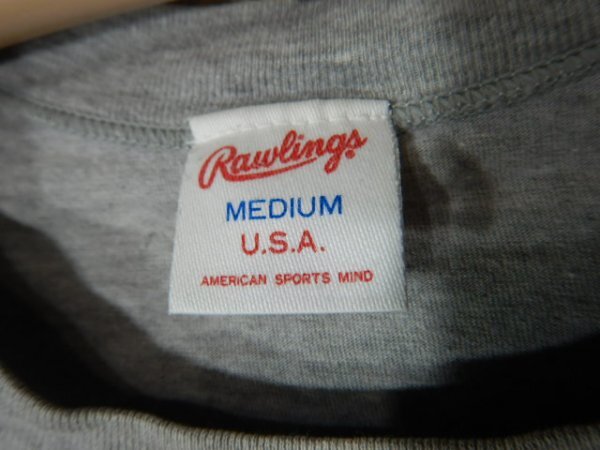 Rawlings®
MEDIUM
U.S.A.
AMERICAN SPORTS MIND